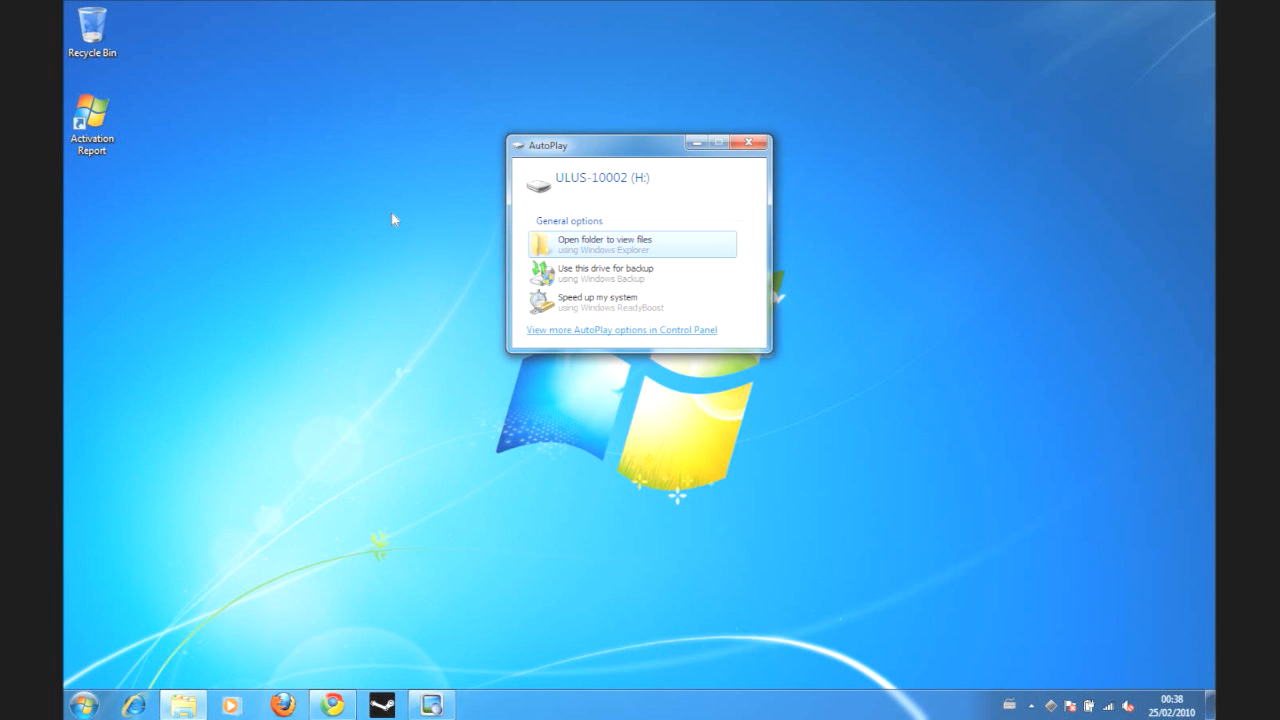 Recycle Bin
Activation
Report
AutoPlay
ULUS-10002 (H:)
General options
Open folder to view files
using Windows Explorer
Use this drive for backup
using Windows Backup
Speed up my system
using Windows ReadyBoost
View more AutoPlay options in Control Panel
00:38
25/02/2010